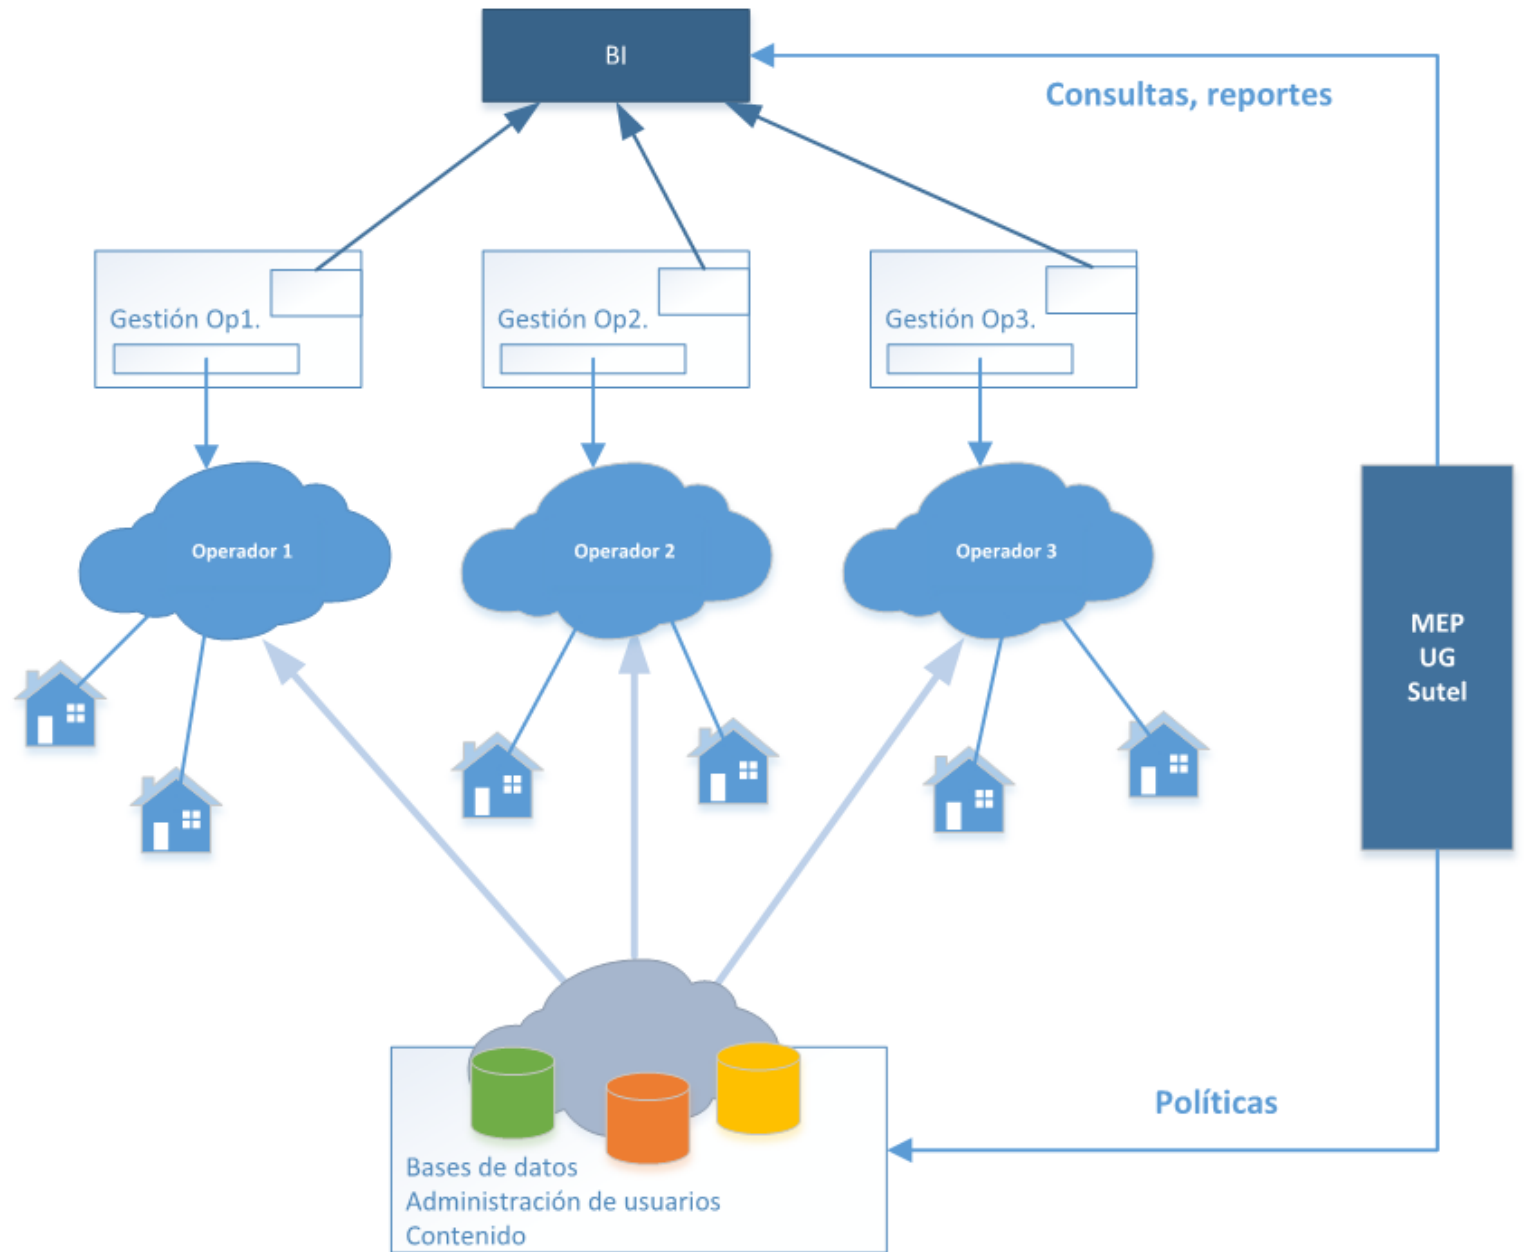 BI
Consultas, reportes
Gestión Op1.
Gestión Op2.
Gestión Op3.
Operador 1
Operador 2
Operador 3
MEP
UG
Sutel
Políticas
Bases de datos
Administración de usuarios
Contenido